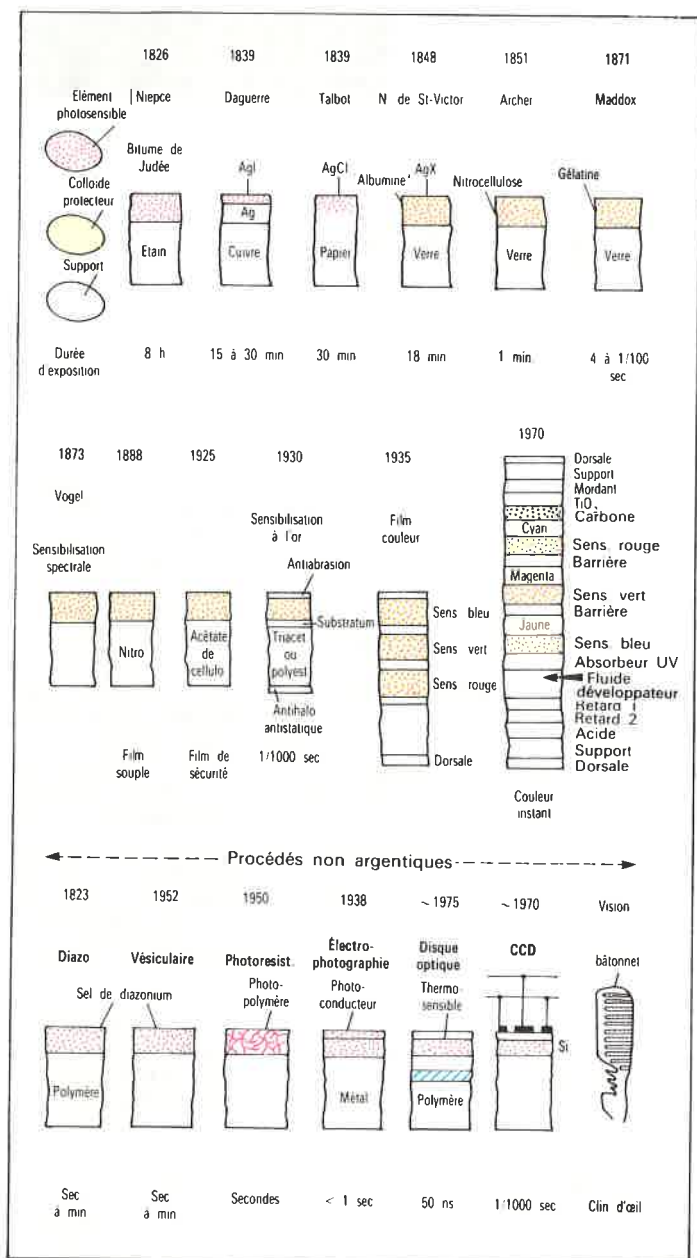 1826 1839 1839 1848 1851 1871
Elément photosensible
Niepce Daguerre Talbot N de St-Victor Archer Maddox
Bitume de Judée
AgI AgCl Albumine AgX Nitrocellulose Gélatine
Colloïde protecteur
Ag
Support
Etain Cuivre Papier Verre Verre Verre
Durée d'exposition
8 h 15 à 30 min 30 min 18 min 1 min. 4 à 1/100 sec
1873 1888 1925 1930 1935 1970
Vogel
Sensibilisation spectrale
Sensibilisation à l'or
Film couleur
Antiabrasion
Substratum
Nitro
Acétate de cellulo
Triacet ou polyest
Antihalo antistatique
Film souple
Film de sécurité
1/1000 sec
Sens bleu
Sens vert
Sens rouge
Dorsale
Dorsale
Support
Mordant
TiO2
Carbone
Cyan
Sens rouge
Barrière
Magenta
Sens vert
Barrière
Jaune
Sens bleu
Absorbeur UV
Fluide développateur
Retard 1
Retard 2
Acide
Support
Dorsale
Couleur instant
Procédés non argentiques
1823 1952 1950 1938 ~ 1975 ~ 1970 Vision
Diazo Vésiculaire Photoresist Électro-photographie Disque optique CCD bâtonnet
Sel de diazonium
Photo-polymère
Photo-conducteur
Thermo-sensible
Si
Polymère Métal Polymère
Sec à min
Sec à min
Secondes < 1 sec 50 ns 1/1000 sec Clin d'œil